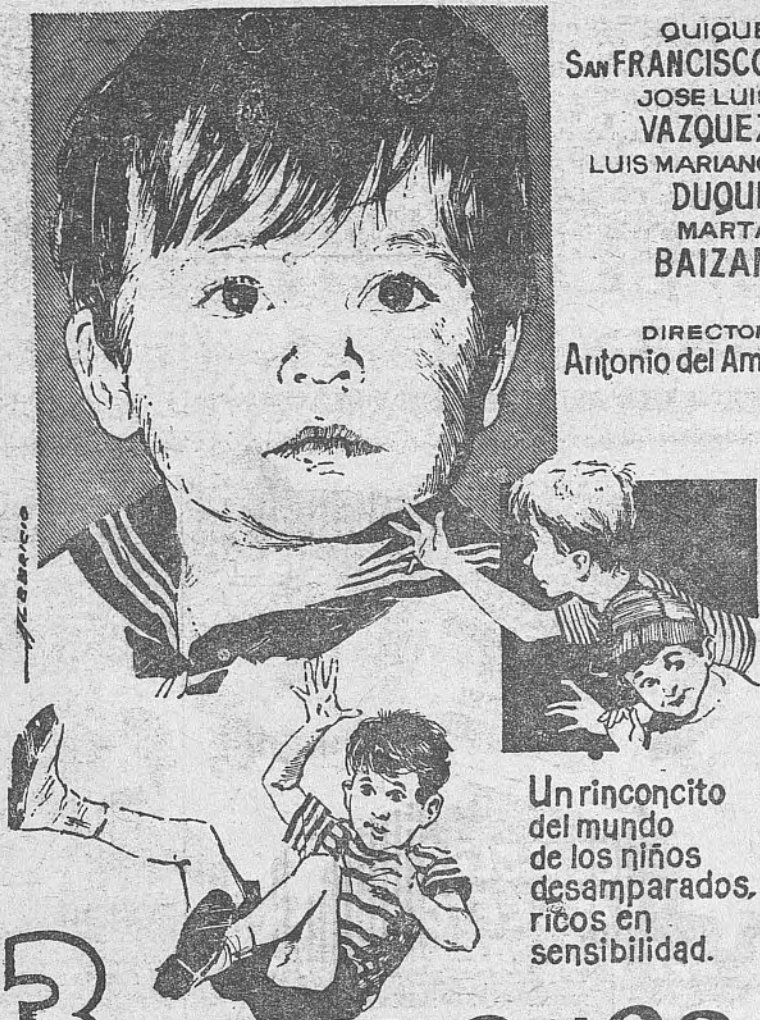 QUIQUE
SAN FRANCISCO
JOSE LUIS
VAZQUEZ
LUIS MARIANO
DUQUE
MARTA
BAIZAN
DIRECTOR
Antonio del Am
Un rinconcito
del mundo
de los niños
desamparados,
ricos en
sensibilidad.
3